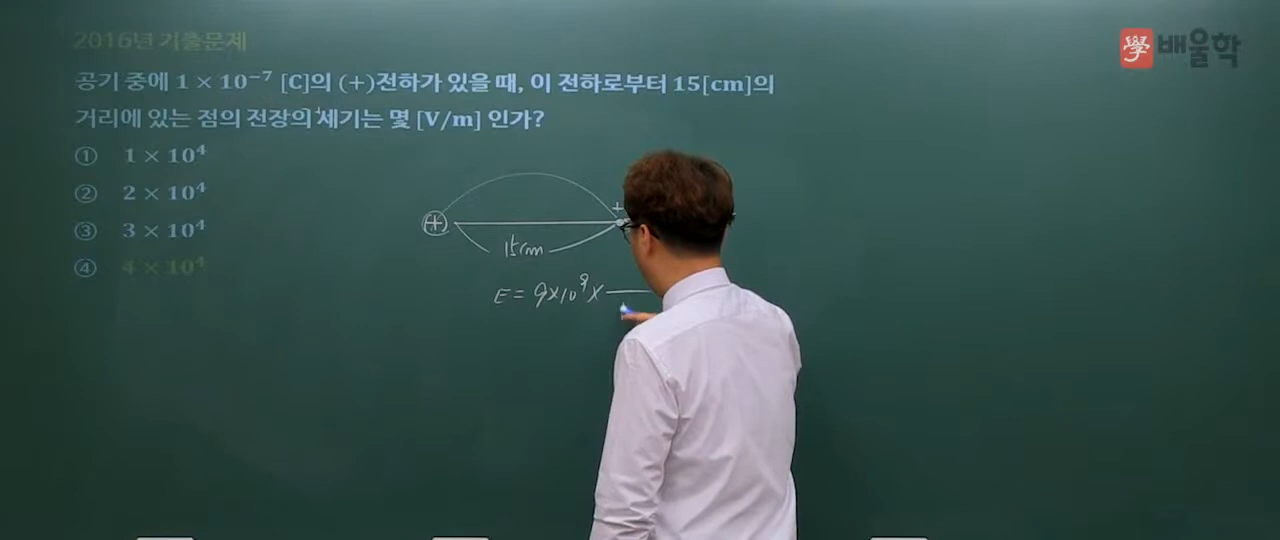 2016년 기출문제
學 배울학
공기 중에 1 × 10⁻⁷ [C]의 (+)전하가 있을 때, 이 전하로부터 15[cm]의
거리에 있는 점의 전장의 세기는 몇 [V/m] 인가?
① 1 × 10⁴
② 2 × 10⁴
③ 3 × 10⁴
④ 4 × 10⁴
+
+
15cm
E = 9×10⁹×